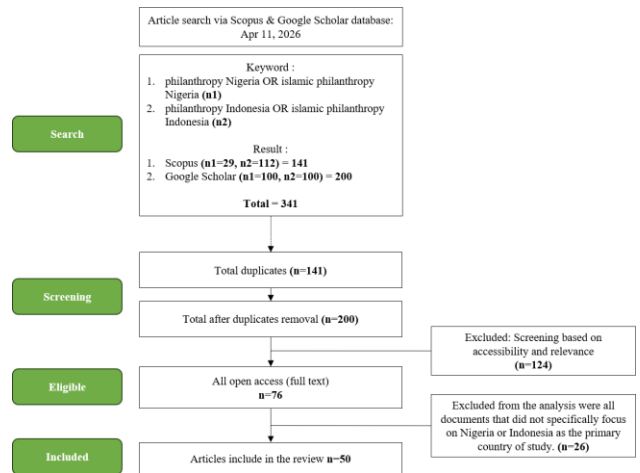 Article search via Scopus & Google Scholar database:
Apr 11, 2026
Search
Keyword :
1. philanthropy Nigeria OR islamic philanthropy
Nigeria (n1)
2. philanthropy Indonesia OR islamic philanthropy
Indonesia (n2)
Result :
1. Scopus (n1=29, n2=112) = 141
2. Google Scholar (n1=100, n2=100) = 200
Total = 341
Screening
Total duplicates (n=141)
Total after duplicates removal (n=200)
Excluded: Screening based on
accessibility and relevance
(n=124)
Eligible
All open access (full text)
n=76
Excluded from the analysis were all
documents that did not specifically focus
on Nigeria or Indonesia as the primary
country of study. (n=26)
Included
Articles include in the review n=50